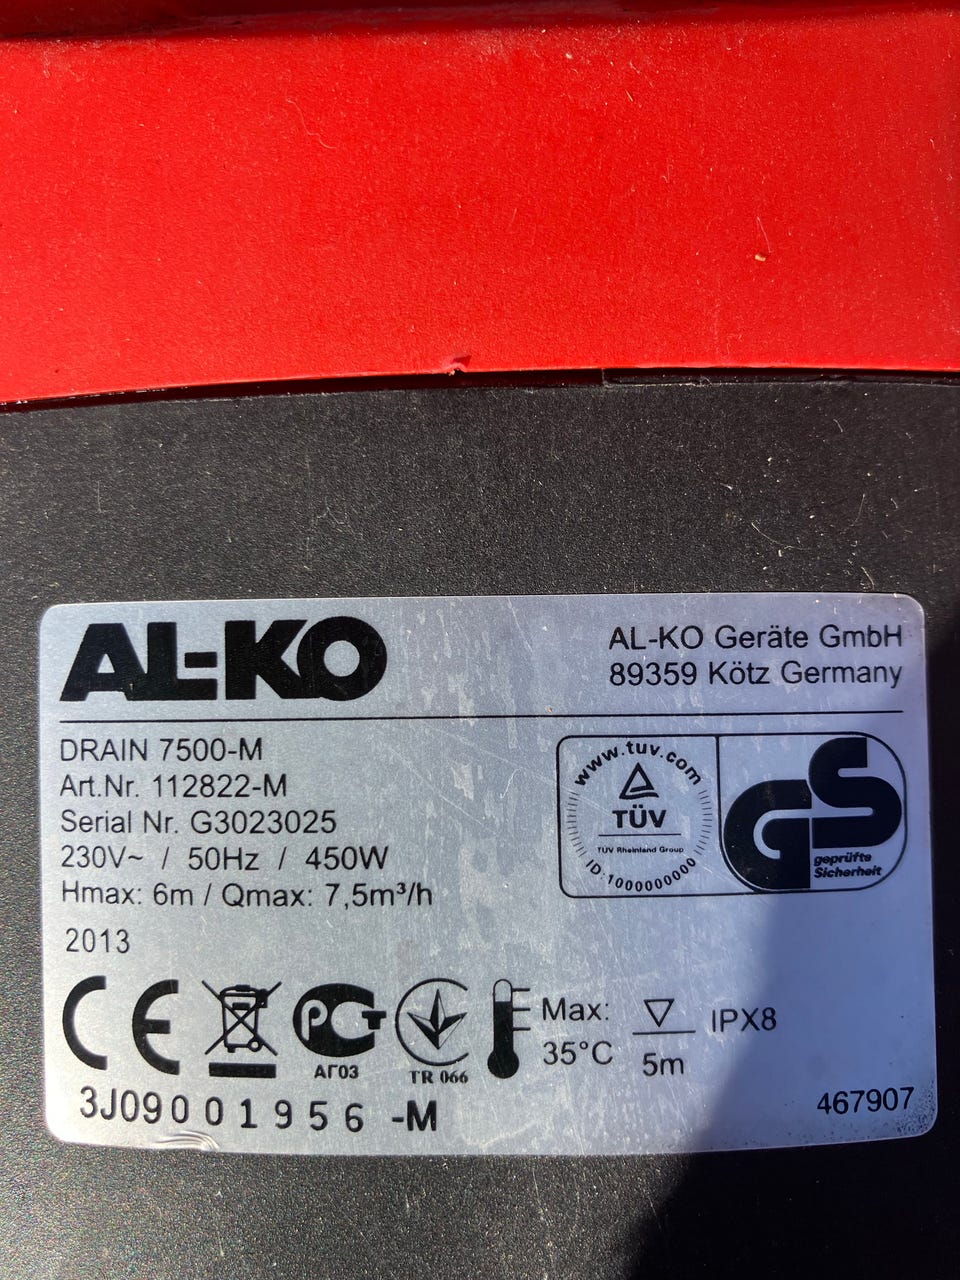 AL-KO
AL-KO Geräte GmbH
89359 Kötz Germany
DRAIN 7500-M
Art.Nr. 112822-M
Serial Nr. G3023025
230V~ / 50Hz / 450W
Hmax: 6m / Qmax: 7,5m³/h
2013
www.tuv.com
TÜV
TÜV Rheinland Group
ID:1000000000
GS
geprüfte
Sicherheit
CE
РСТ
АГ03
TR 066
Max:
35°C
5m
IPX8
3J09001956 -M
467907